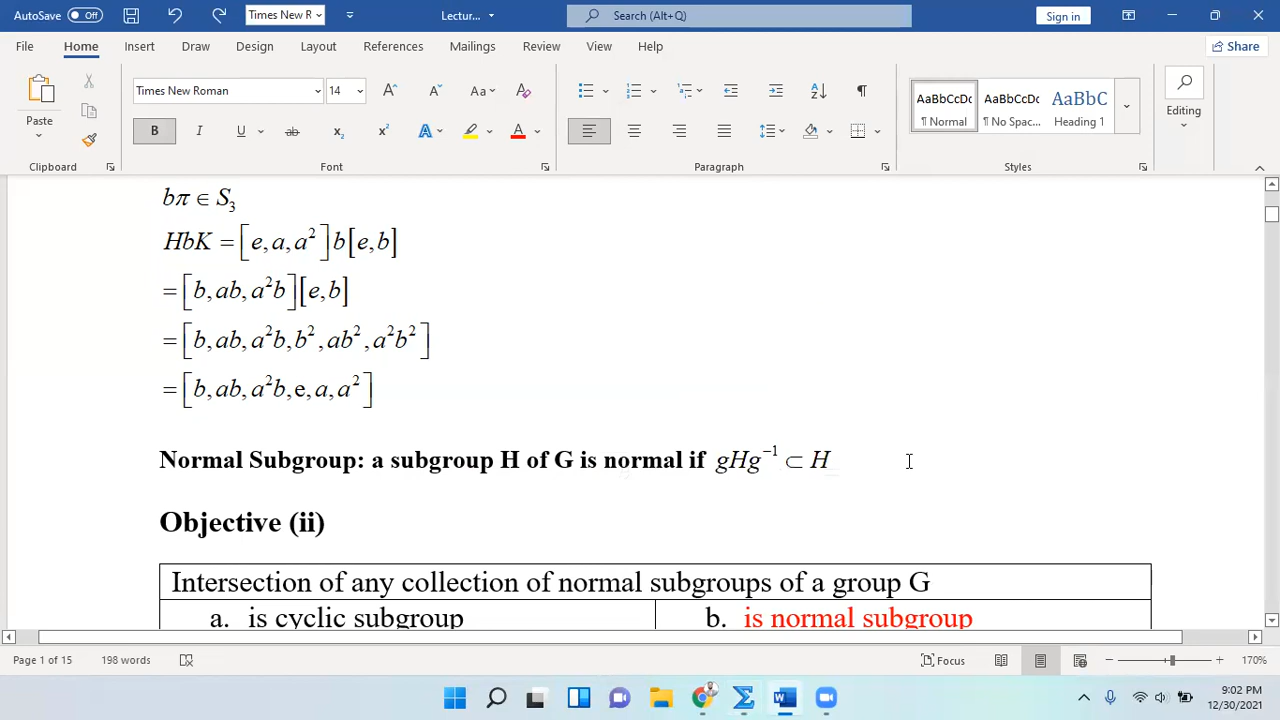 AutoSave Off Times New R Lectur... Search (Alt+Q) Sign in
File Home Insert Draw Design Layout References Mailings Review View Help Share
Paste Times New Roman 14 A A Aa A AaBbCcDc AaBbCcDc AaBbC Editing
B I U ab x₂ x² A A ¶ Normal ¶ No Spac... Heading 1
Clipboard Font Paragraph Styles
bπ ∈ S₃
HbK = [e, a, a²]b[e, b]
= [b, ab, a²b][e, b]
= [b, ab, a²b, b², ab², a²b²]
= [b, ab, a²b, e, a, a²]
Normal Subgroup: a subgroup H of G is normal if gHg⁻¹ ⊂ H
Objective (ii)
Intersection of any collection of normal subgroups of a group G
a. is cyclic subgroup b. is normal subgroup
Page 1 of 15 198 words Focus 170%
9:02 PM
12/30/2021